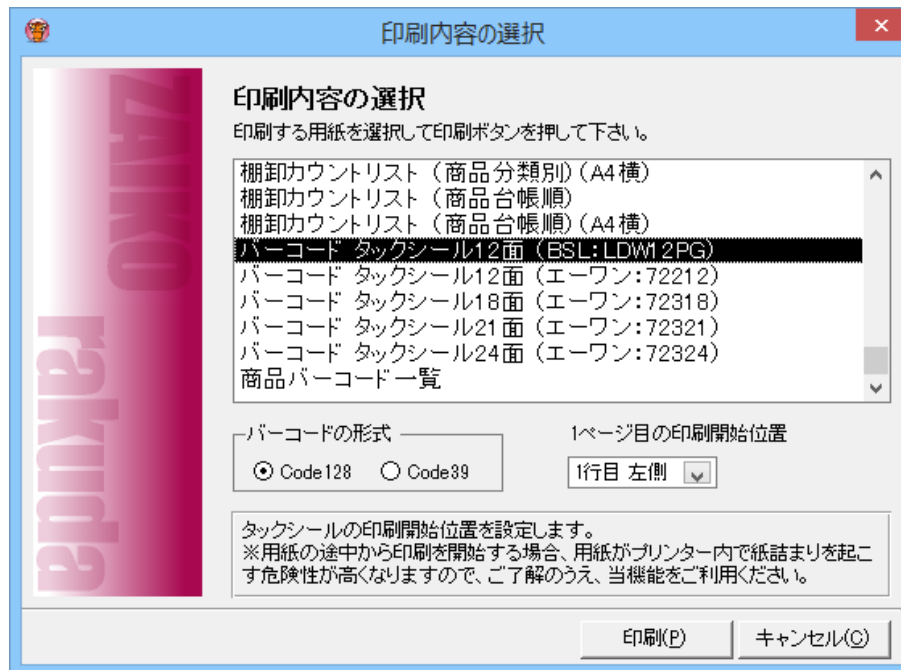 印刷内容の選択
ZAIKO
rakuda
印刷内容の選択
印刷する用紙を選択して印刷ボタンを押して下さい。
棚卸カウントリスト (商品分類別)(A4横)
棚卸カウントリスト (商品台帳順)
棚卸カウントリスト (商品台帳順)(A4横)
バーコード タックシール12面 (BSL:LDW12PG)
バーコード タックシール12面 (エーワン:72212)
バーコード タックシール18面 (エーワン:72318)
バーコード タックシール21面 (エーワン:72321)
バーコード タックシール24面 (エーワン:72324)
商品バーコード一覧
バーコードの形式
Code128 Code39
1ページ目の印刷開始位置
1行目 左側
タックシールの印刷開始位置を設定します。
※用紙の途中から印刷を開始する場合、用紙がプリンター内で紙詰まりを起こ
す危険性が高くなりますので、ご了解のうえ、当機能をご利用ください。
印刷(P) キャンセル(C)